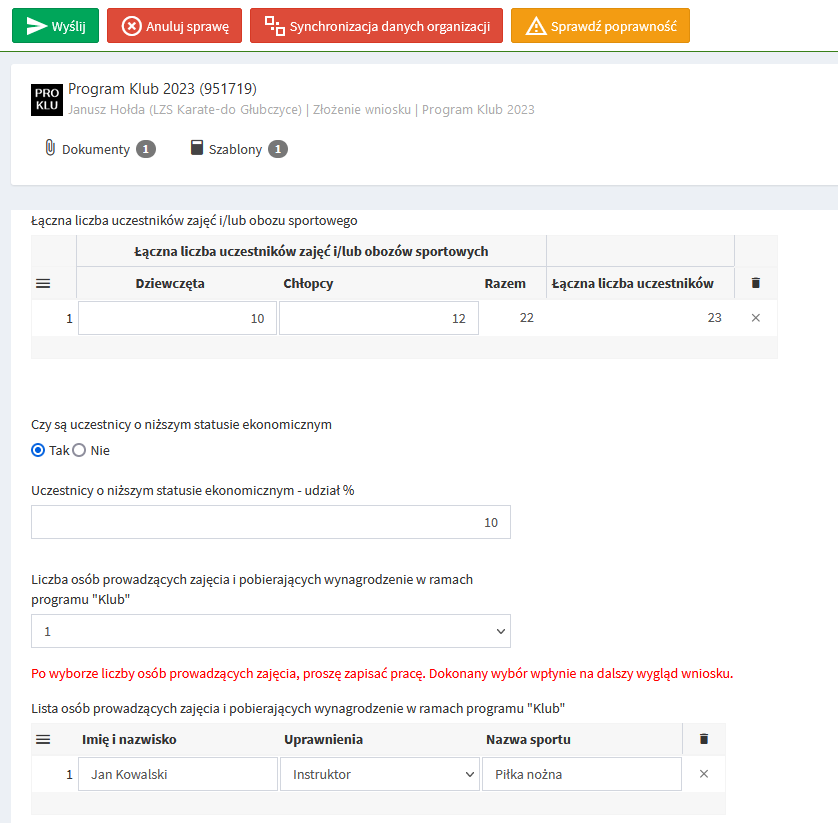 Wyślij Anuluj sprawę Synchronizacja danych organizacji Sprawdź poprawność
PRO KLU
Program Klub 2023 (951719)
Janusz Hołda (LZS Karate-do Głubczyce) | Złożenie wniosku | Program Klub 2023
Dokumenty 1 Szablony 1
Łączna liczba uczestników zajęć i/lub obozu sportowego
Łączna liczba uczestników zajęć i/lub obozów sportowych
Dziewczęta Chłopcy Razem Łączna liczba uczestników
1 10 12 22 23
Czy są uczestnicy o niższym statusie ekonomicznym
Tak Nie
Uczestnicy o niższym statusie ekonomicznym - udział %
10
Liczba osób prowadzących zajęcia i pobierających wynagrodzenie w ramach
programu "Klub"
1
Po wyborze liczby osób prowadzących zajęcia, proszę zapisać pracę. Dokonany wybór wpłynie na dalszy wygląd wniosku.
Lista osób prowadzących zajęcia i pobierających wynagrodzenie w ramach programu "Klub"
Imię i nazwisko Uprawnienia Nazwa sportu
1 Jan Kowalski Instruktor Piłka nożna